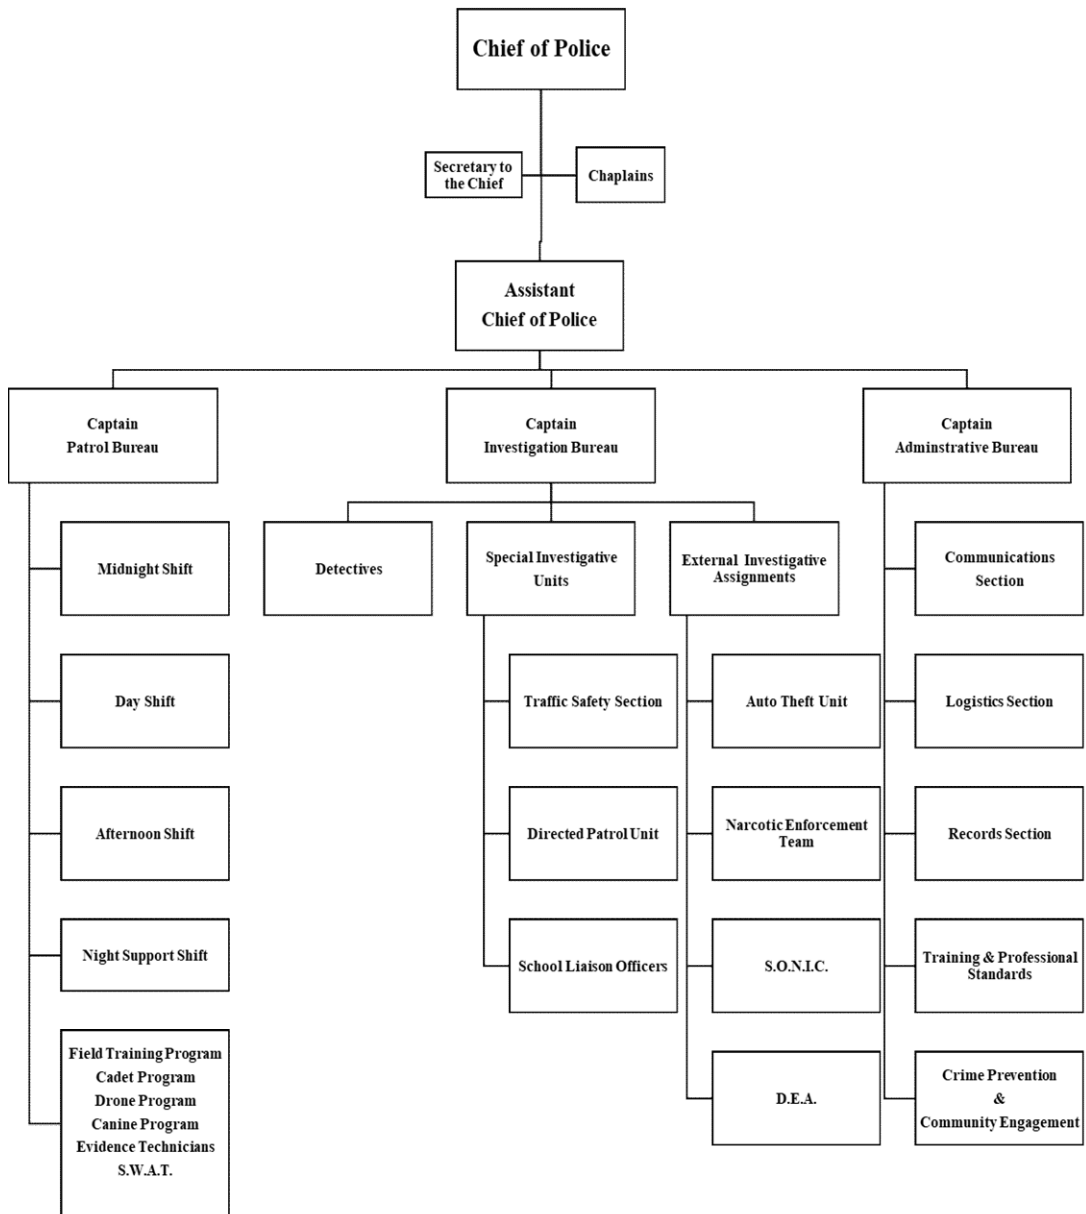 Chief of Police
Secretary to
the Chief
Chaplains
Assistant
Chief of Police
Captain
Patrol Bureau
Captain
Investigation Bureau
Captain
Adminstrative Bureau
Midnight Shift
Detectives
Special Investigative
Units
External Investigative
Assignments
Communications
Section
Day Shift
Traffic Safety Section
Auto Theft Unit
Logistics Section
Afternoon Shift
Directed Patrol Unit
Narcotic Enforcement
Team
Records Section
Night Support Shift
School Liaison Officers
S.O.N.I.C.
Training & Professional
Standards
Field Training Program
Cadet Program
Drone Program
Canine Program
Evidence Technicians
S.W.A.T.
D.E.A.
Crime Prevention
&
Community Engagement